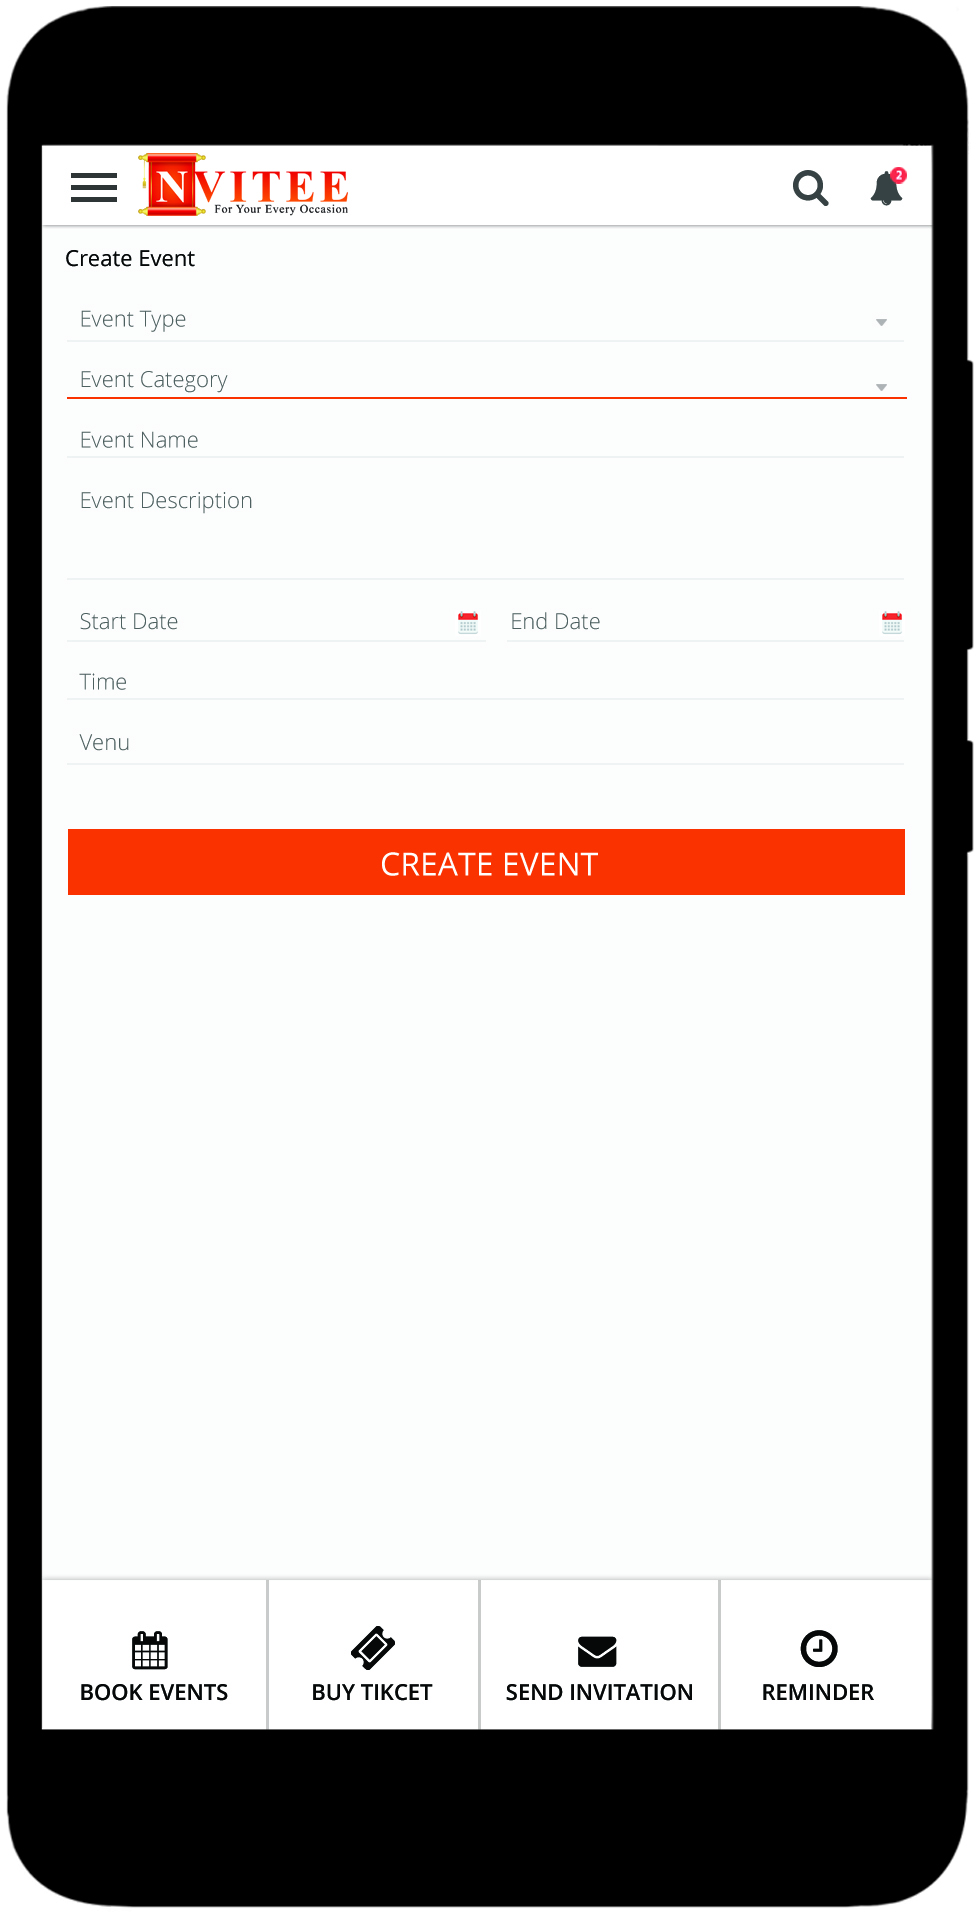 NVITEE
For Your Every Occasion
2
Create Event
Event Type
Event Category
Event Name
Event Description
Start Date
End Date
Time
Venu
CREATE EVENT
BOOK EVENTS
BUY TIKCET
SEND INVITATION
REMINDER